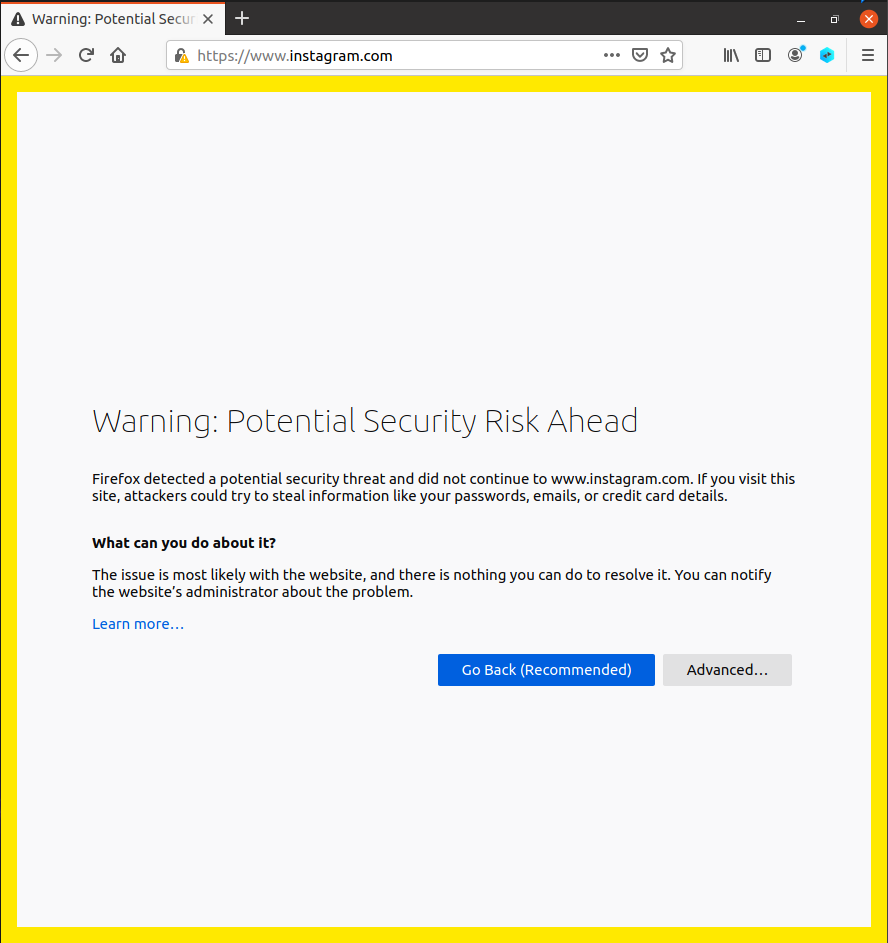 Warning: Potential Secur
https://www.instagram.com
Warning: Potential Security Risk Ahead
Firefox detected a potential security threat and did not continue to www.instagram.com. If you visit this
site, attackers could try to steal information like your passwords, emails, or credit card details.
What can you do about it?
The issue is most likely with the website, and there is nothing you can do to resolve it. You can notify
the website’s administrator about the problem.
Learn more…
Go Back (Recommended)
Advanced…